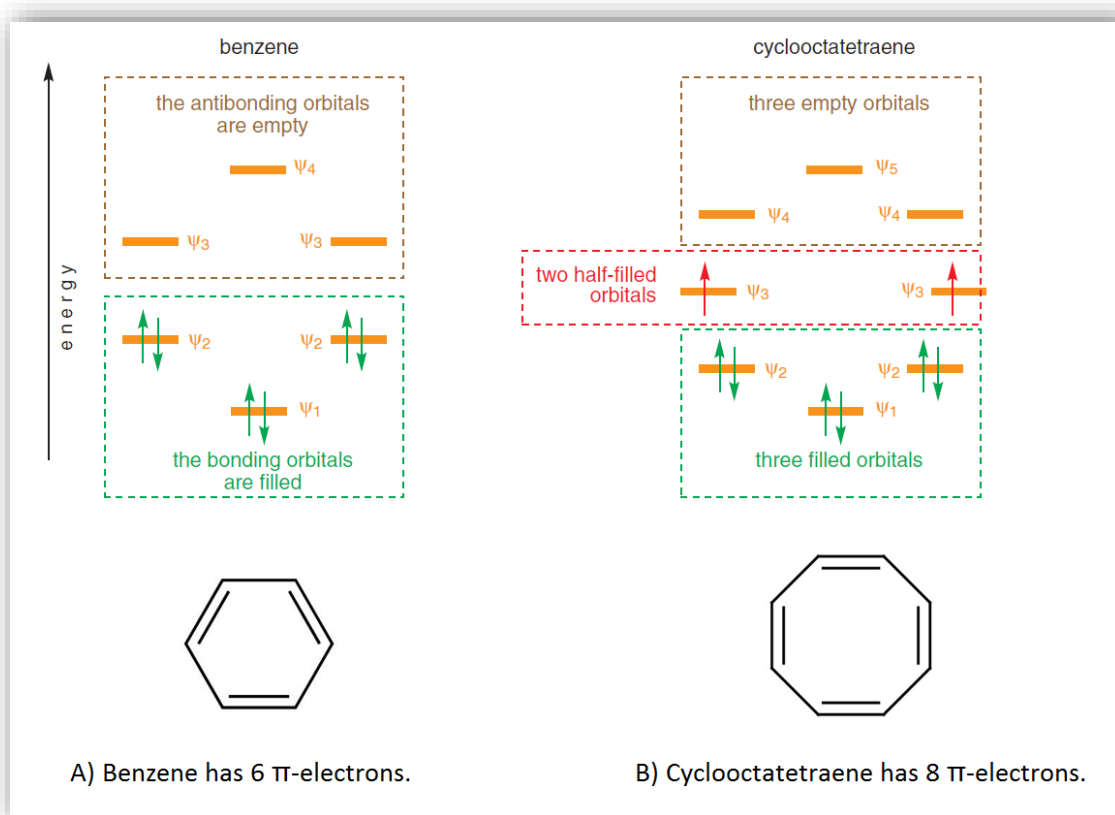 benzene
cyclooctatetraene
energy
the antibonding orbitals
are empty
ψ4
ψ3
ψ3
ψ2
ψ2
ψ1
the bonding orbitals
are filled
three empty orbitals
ψ5
ψ4
ψ4
two half-filled
orbitals
ψ3
ψ3
ψ2
ψ2
ψ1
three filled orbitals
A) Benzene has 6 π-electrons.
B) Cyclooctatetraene has 8 π-electrons.